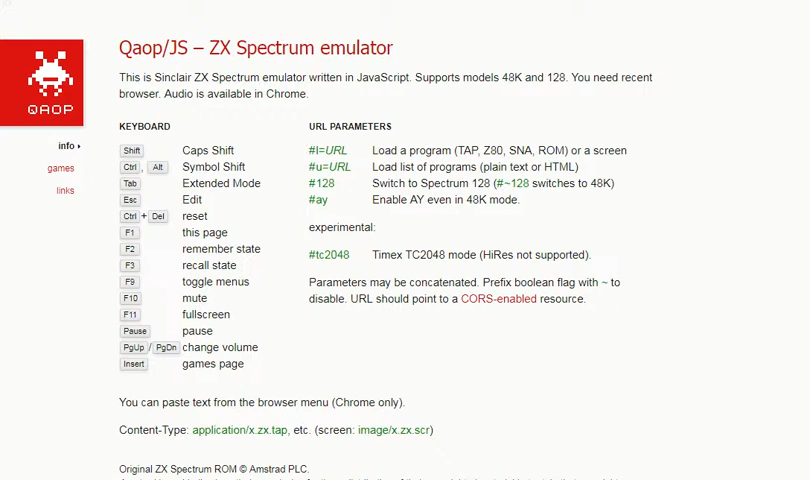 Qaop/JS – ZX Spectrum emulator
This is Sinclair ZX Spectrum emulator written in JavaScript. Supports models 48K and 128. You need recent
browser. Audio is available in Chrome.
QAOP
info
games
links
KEYBOARD
Shift Caps Shift
Ctrl , Alt Symbol Shift
Tab Extended Mode
Esc Edit
Ctrl + Del reset
F1 this page
F2 remember state
F3 recall state
F9 toggle menus
F10 mute
F11 fullscreen
Pause pause
PgUp / PgDn change volume
Insert games page
URL PARAMETERS
#l=URL Load a program (TAP, Z80, SNA, ROM) or a screen
#u=URL Load list of programs (plain text or HTML)
#128 Switch to Spectrum 128 (#~128 switches to 48K)
#ay Enable AY even in 48K mode.
experimental:
#tc2048 Timex TC2048 mode (HiRes not supported).
Parameters may be concatenated. Prefix boolean flag with ~ to
disable. URL should point to a CORS-enabled resource.
You can paste text from the browser menu (Chrome only).
Content-Type: application/x.zx.tap, etc. (screen: image/x.zx.scr)
Original ZX Spectrum ROM © Amstrad PLC.